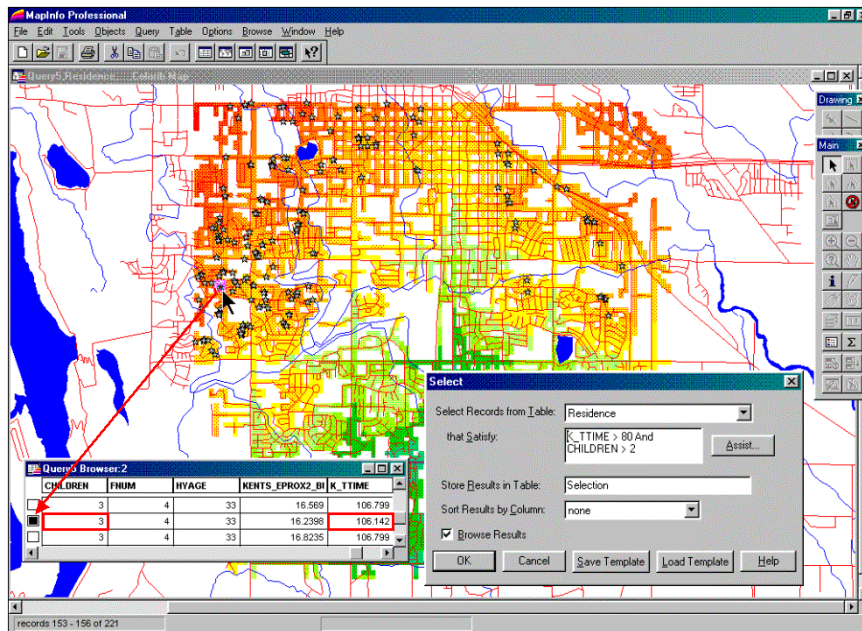 MapInfo Professional
File Edit Tools Objects Query Table Options Browse Window Help
Query5,Residence,...,Colorib Map
Drawing
Main
Select
Select Records from Table:
Residence
that Satisfy:
K_TTIME > 80 And
CHILDREN > 2
Assist...
Store Results in Table:
Selection
Sort Results by Column:
none
Browse Results
OK Cancel Save Template Load Template Help
Query5 Browser:2
CHILDREN FNUM HYAGE KENTS_EPROX2_BI K_TTIME
3 4 33 16.569 106.799
3 4 33 16.2398 106.142
3 4 33 16.8235 106.799
records 153 - 156 of 221